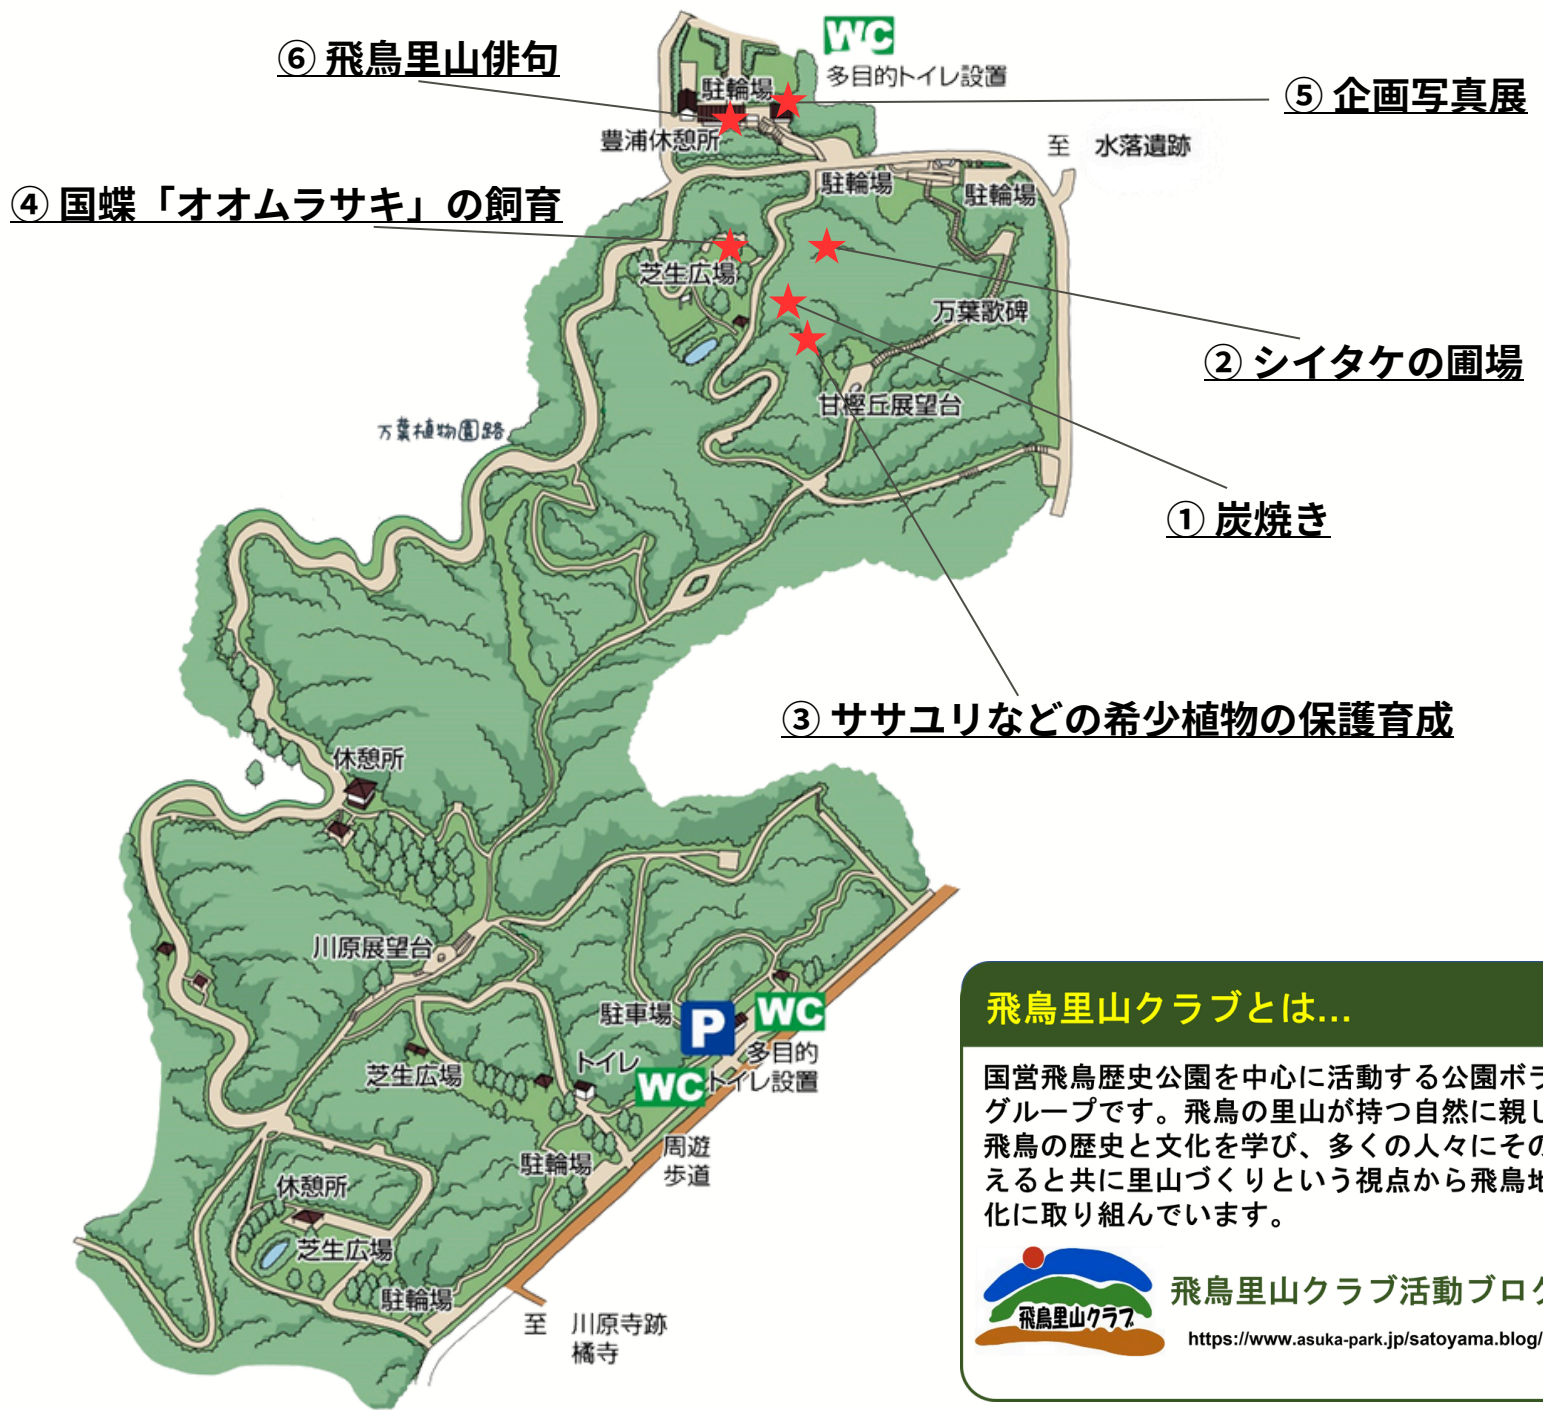 ⑥ 飛鳥里山俳句
WC
多目的トイレ設置
駐輪場
⑤ 企画写真展
豊浦休憩所
至 水落遺跡
④ 国蝶「オオムラサキ」の飼育
駐輪場
駐輪場
芝生広場
万葉歌碑
② シイタケの圃場
甘樫丘展望台
万葉植物園路
① 炭焼き
③ ササユリなどの希少植物の保護育成
休憩所
川原展望台
駐車場
P
WC
多目的
トイレ設置
トイレ
WC
芝生広場
周遊
歩道
駐輪場
休憩所
芝生広場
駐輪場
至 川原寺跡
橘寺
飛鳥里山クラブとは...
国営飛鳥歴史公園を中心に活動する公園ボラ
グループです。飛鳥の里山が持つ自然に親し
飛鳥の歴史と文化を学び、多くの人々にその
えると共に里山づくりという視点から飛鳥地
化に取り組んでいます。
飛鳥里山クラブ
飛鳥里山クラブ活動ブログ
https://www.asuka-park.jp/satoyama.blog/